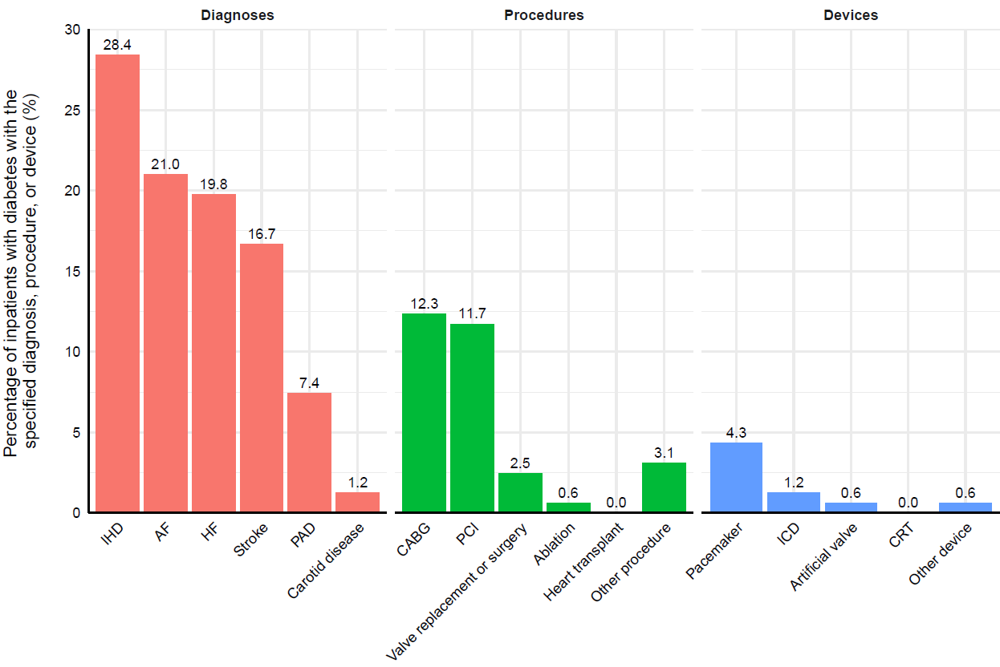 Diagnoses
Procedures
Devices
Percentage of inpatients with diabetes with the
specified diagnosis, procedure, or device (%)
30
25
20
15
10
5
0
28.4
21.0
19.8
16.7
7.4
1.2
12.3
11.7
2.5
0.6
0.0
3.1
4.3
1.2
0.6
0.0
0.6
IHD
AF
HF
Stroke
PAD
Carotid disease
CABG
PCI
Valve replacement or surgery
Ablation
Heart transplant
Other procedure
Pacemaker
ICD
Artificial valve
CRT
Other device